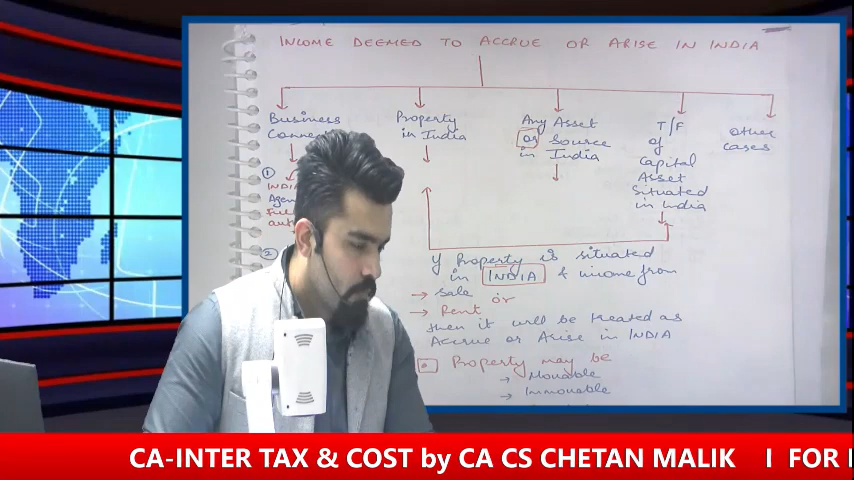 INCOME DEEMED TO ACCRUE OR ARISE IN INDIA
Business
Property
in India
Any Asset
or Source
in India
T/F
of
Capital
Asset
Situated
in India
other
cases
①
INDIA
②
If Property is situated
in INDIA & income from
→ Sale or
→ Rent
then it will be treated as
Accrue or Arise in INDIA
Property may be
→ Movable
→ Immovable
CA-INTER TAX & COST by CA CS CHETAN MALIK I FOR